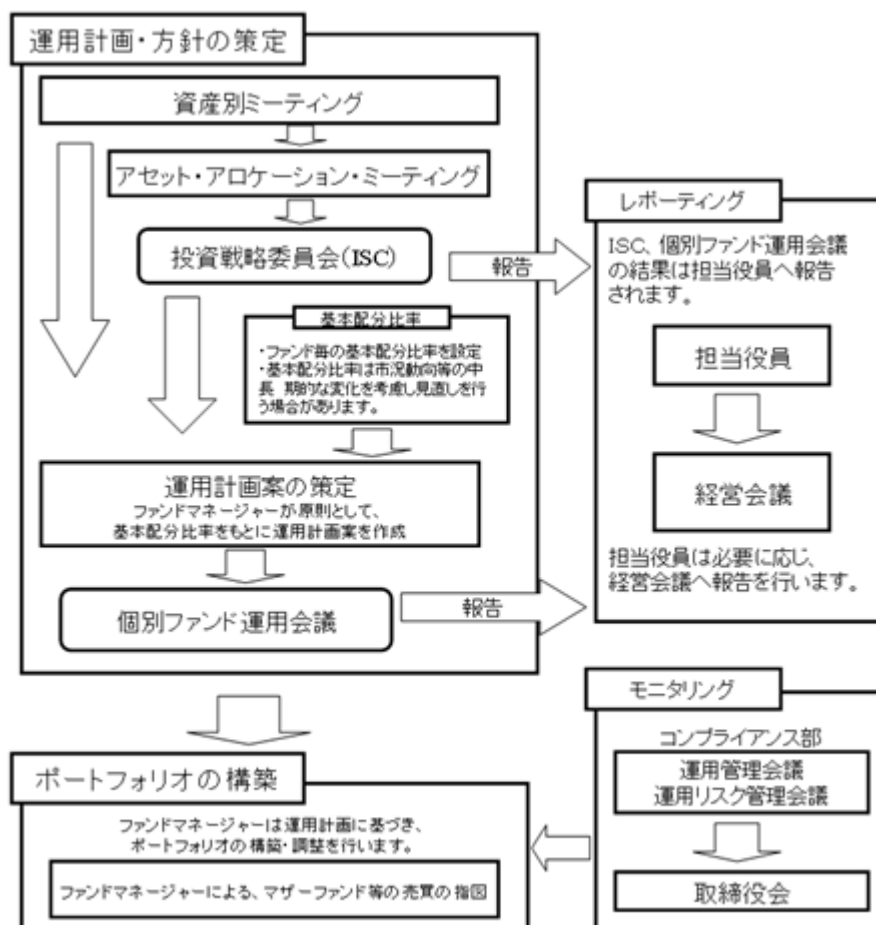 運用計画・方針の策定
資産別ミーティング
アセット・アロケーション・ミーティング
投資戦略委員会(ISC)
報告
基本配分比率
・ファンド毎の基本配分比率を設定
・基本配分比率は市況動向等の中
長 期的な変化を考慮し見直しを行
う場合があります。
運用計画案の策定
ファンドマネージャーが原則として、
基本配分比率をもとに運用計画案を作成
個別ファンド運用会議
報告
レポーティング
ISC、個別ファンド運用会議
の結果は担当役員へ報告
されます。
担当役員
経営会議
担当役員は必要に応じ、
経営会議へ報告を行います。
モニタリング
コンプライアンス部
運用管理会議
運用リスク管理会議
取締役会
ポートフォリオの構築
ファンドマネージャーは運用計画に基づき、
ポートフォリオの構築・調整を行います。
ファンドマネージャーによる、マザーファンド等の売買の指図